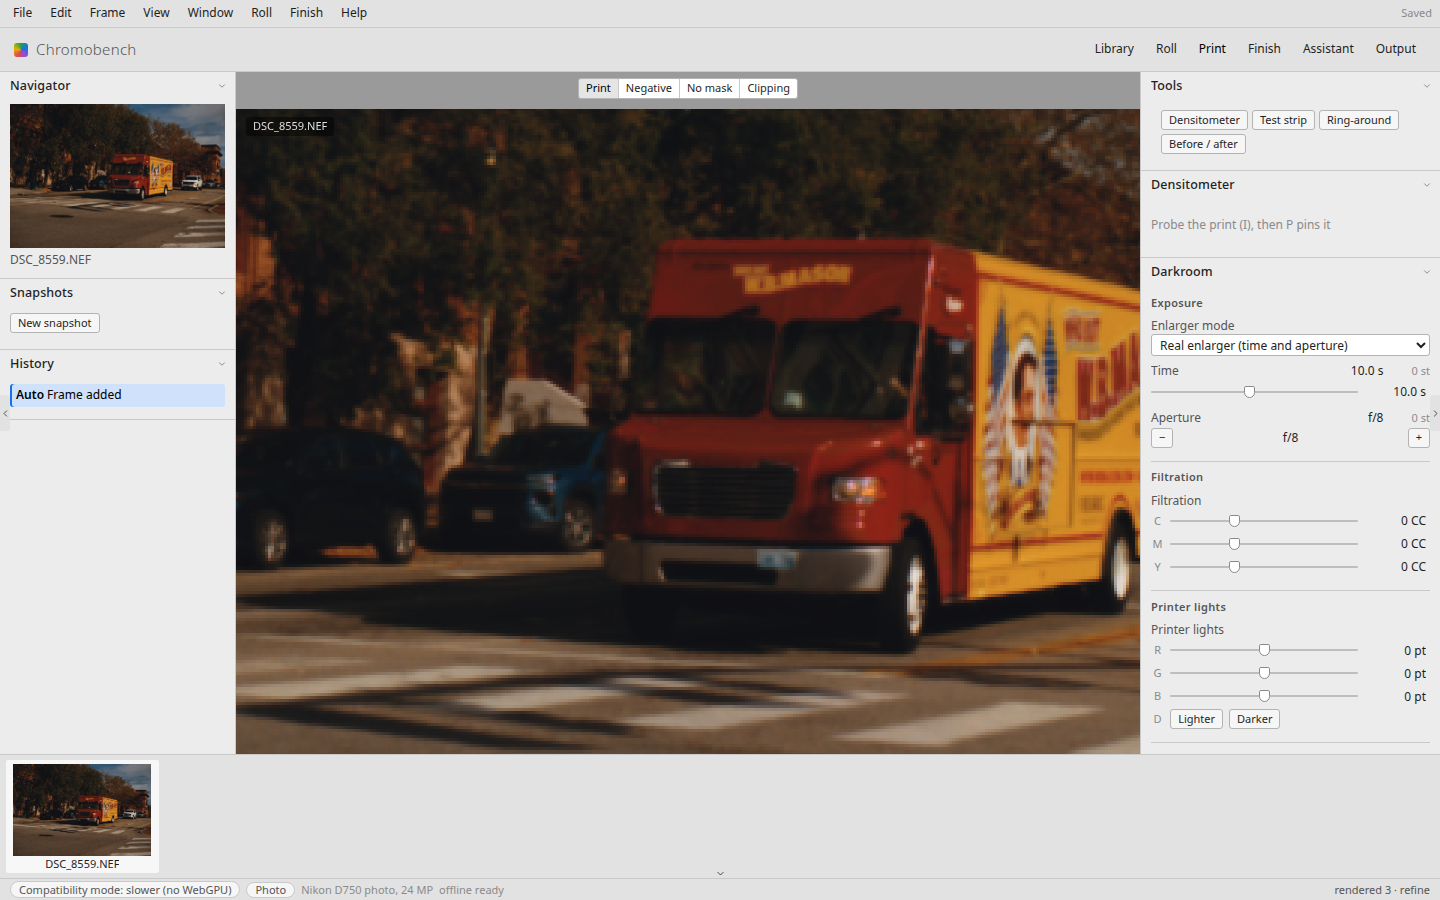 File Edit Frame View Window Roll Finish Help Saved
Chromobench Library Roll Print Finish Assistant Output
Navigator
DSC_8559.NEF
Snapshots
New snapshot
History
Auto Frame added
Print Negative No mask Clipping
DSC_8559.NEF
Tools
Densitometer Test strip Ring-around
Before / after
Densitometer
Probe the print (I), then P pins it
Darkroom
Exposure
Enlarger mode
Real enlarger (time and aperture)
Time 10.0 s 0 st
10.0 s
Aperture f/8 0 st
− f/8 +
Filtration
Filtration
C 0 CC
M 0 CC
Y 0 CC
Printer lights
Printer lights
R 0 pt
G 0 pt
B 0 pt
D Lighter Darker
DSC_8559.NEF
Compatibility mode: slower (no WebGPU) Photo Nikon D750 photo, 24 MP offline ready rendered 3 · refine